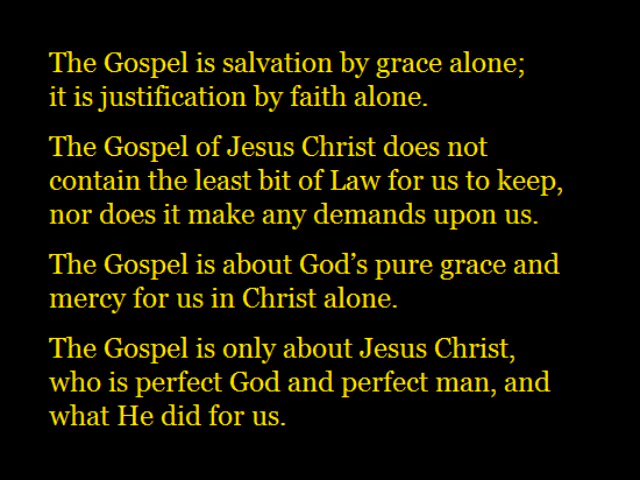 The Gospel is salvation by grace alone;
it is justification by faith alone.
The Gospel of Jesus Christ does not
contain the least bit of Law for us to keep,
nor does it make any demands upon us.
The Gospel is about God’s pure grace and
mercy for us in Christ alone.
The Gospel is only about Jesus Christ,
who is perfect God and perfect man, and
what He did for us.